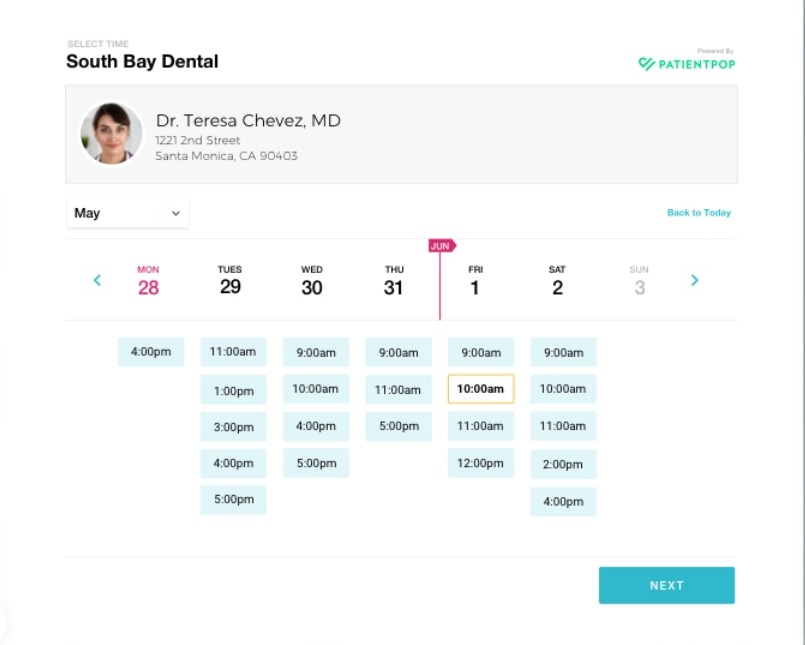 SELECT TIME
South Bay Dental
Powered By
PATIENTPOP
Dr. Teresa Chevez, MD
1221 2nd Street
Santa Monica, CA 90403
May
Back to Today
JUN
MON TUES WED THU FRI SAT SUN
28 29 30 31 1 2 3
4:00pm 11:00am 9:00am 9:00am 9:00am 9:00am
1:00pm 10:00am 11:00am 10:00am 10:00am
3:00pm 4:00pm 5:00pm 11:00am 11:00am
4:00pm 5:00pm 12:00pm 2:00pm
5:00pm 4:00pm
NEXT